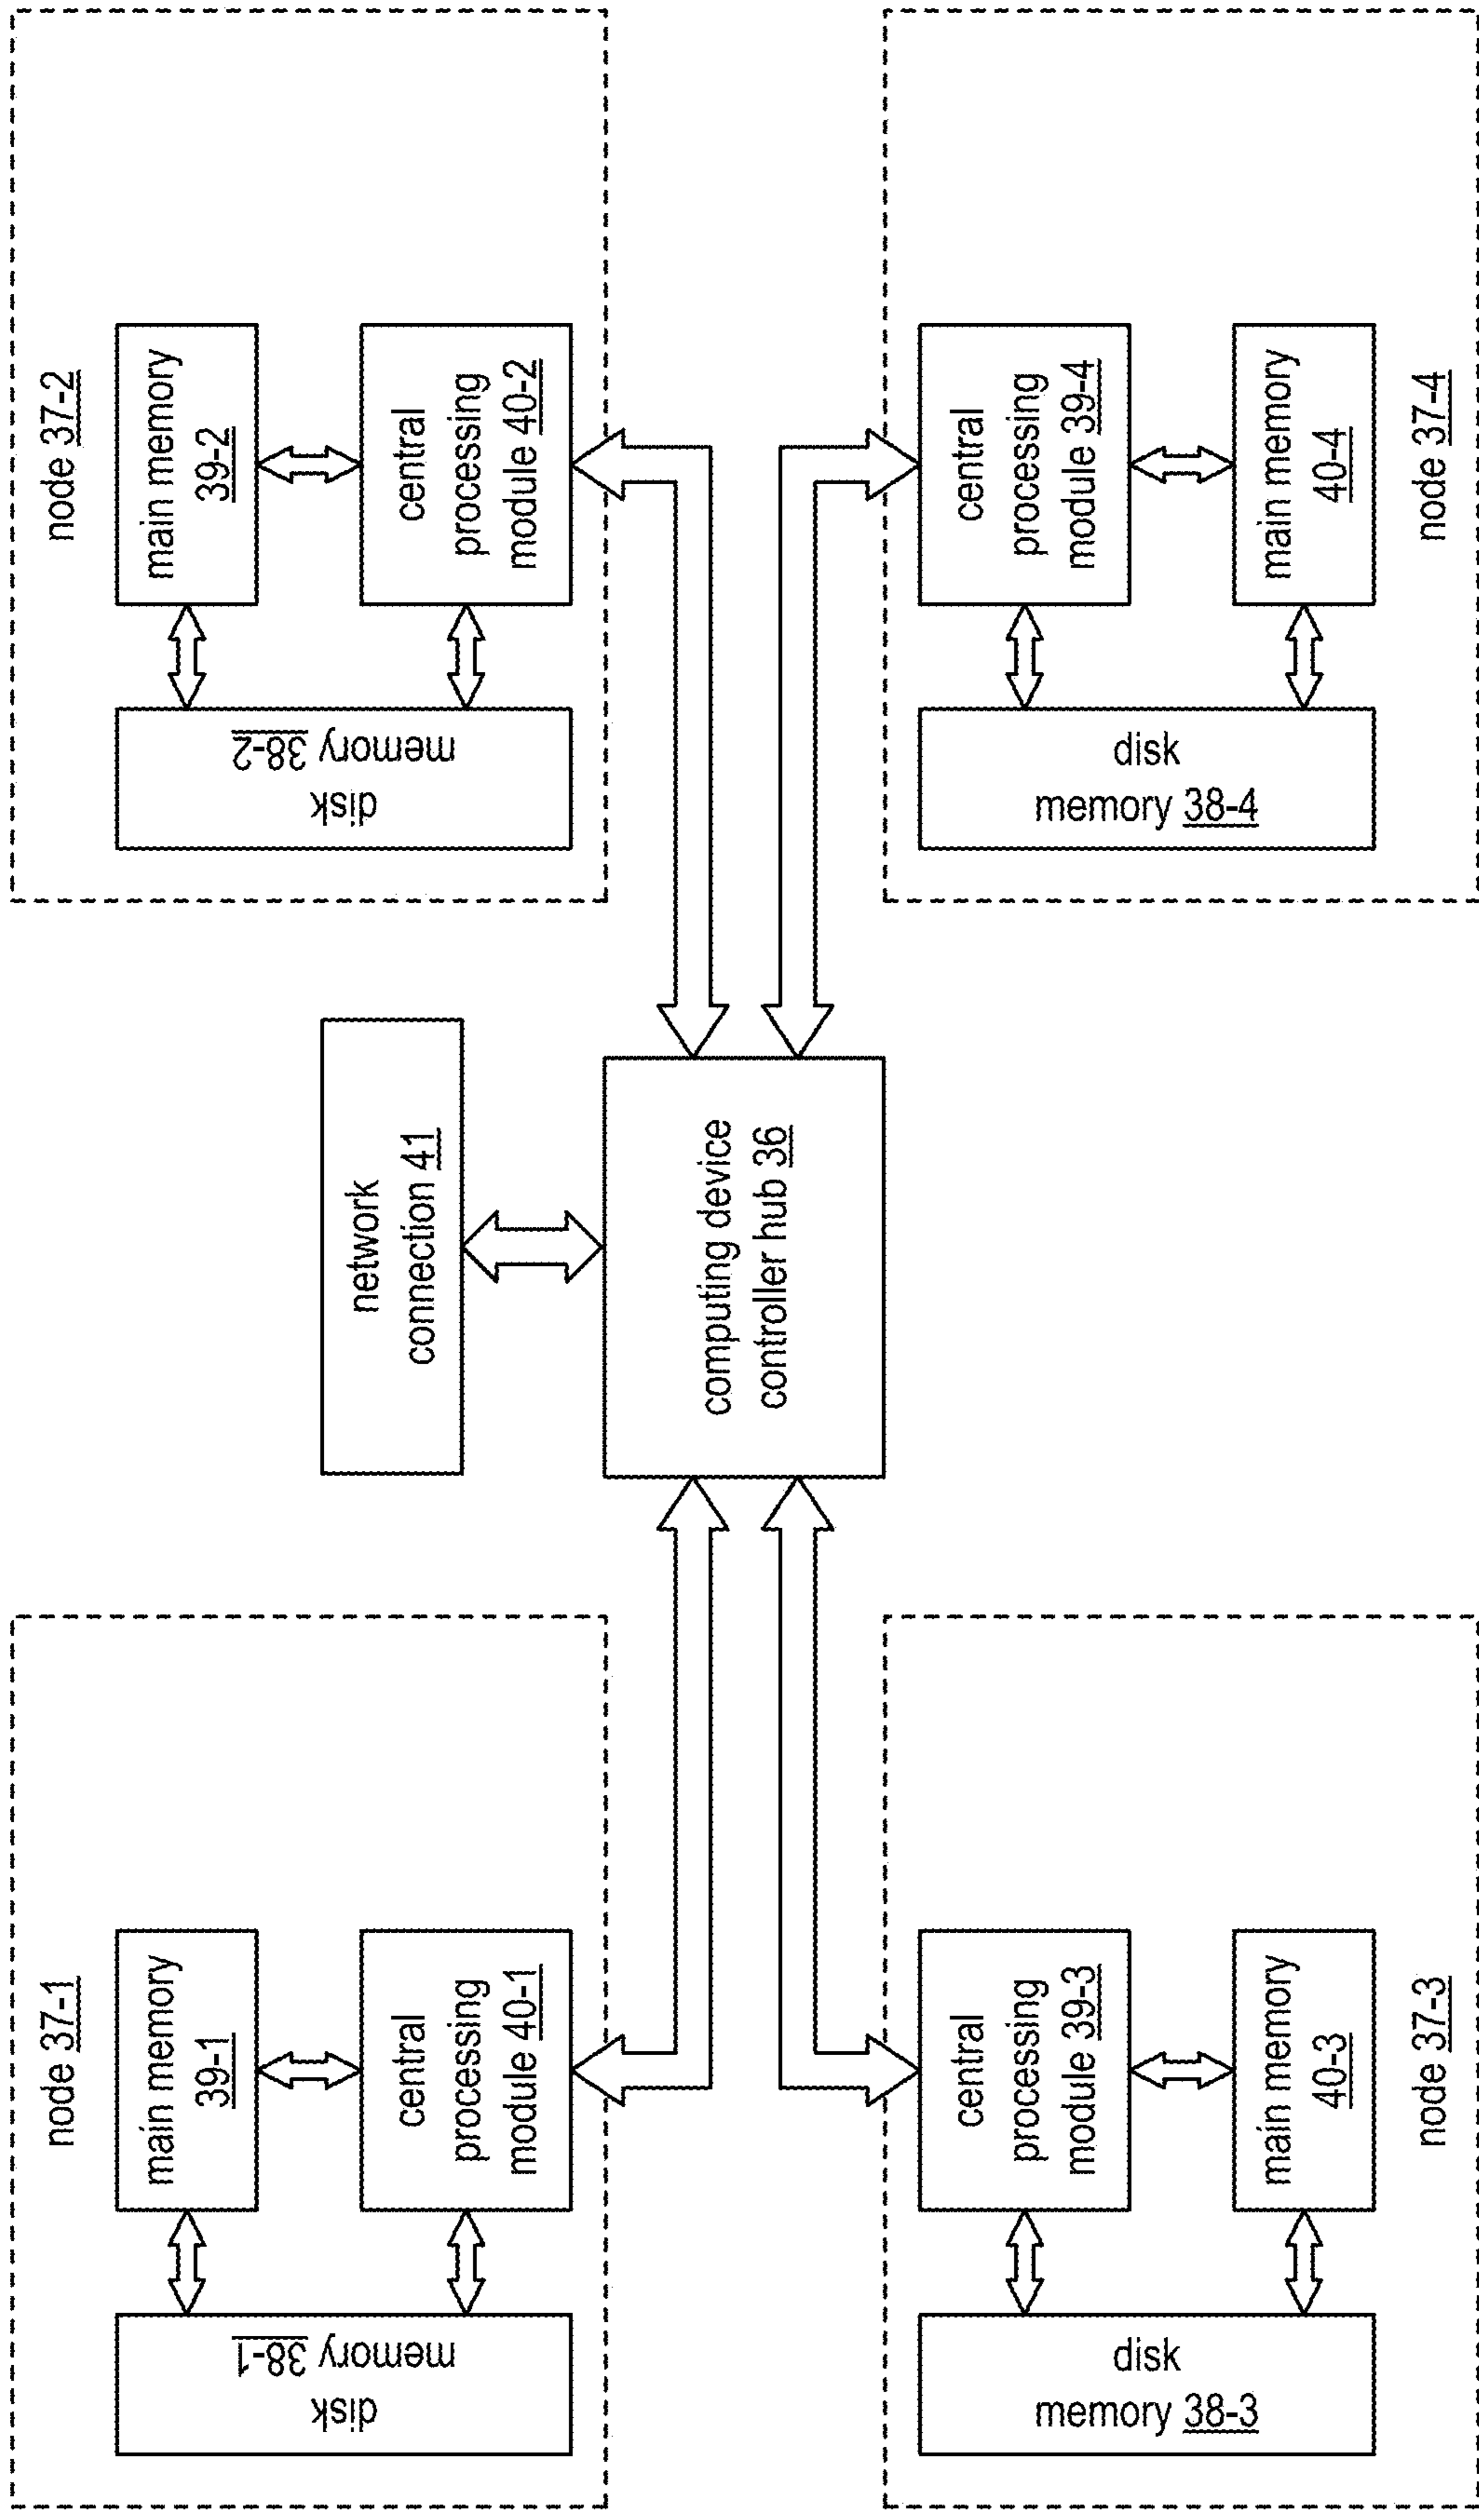 node 37-1
main memory
39-1
central
processing
module 40-1
disk
memory 38-1
node 37-2
main memory
39-2
central
processing
module 40-2
disk
memory 38-2
network
connection 41
computing device
controller hub 36
central
processing
module 39-3
main memory
40-3
disk
memory 38-3
node 37-3
central
processing
module 39-4
main memory
40-4
disk
memory 38-4
node 37-4